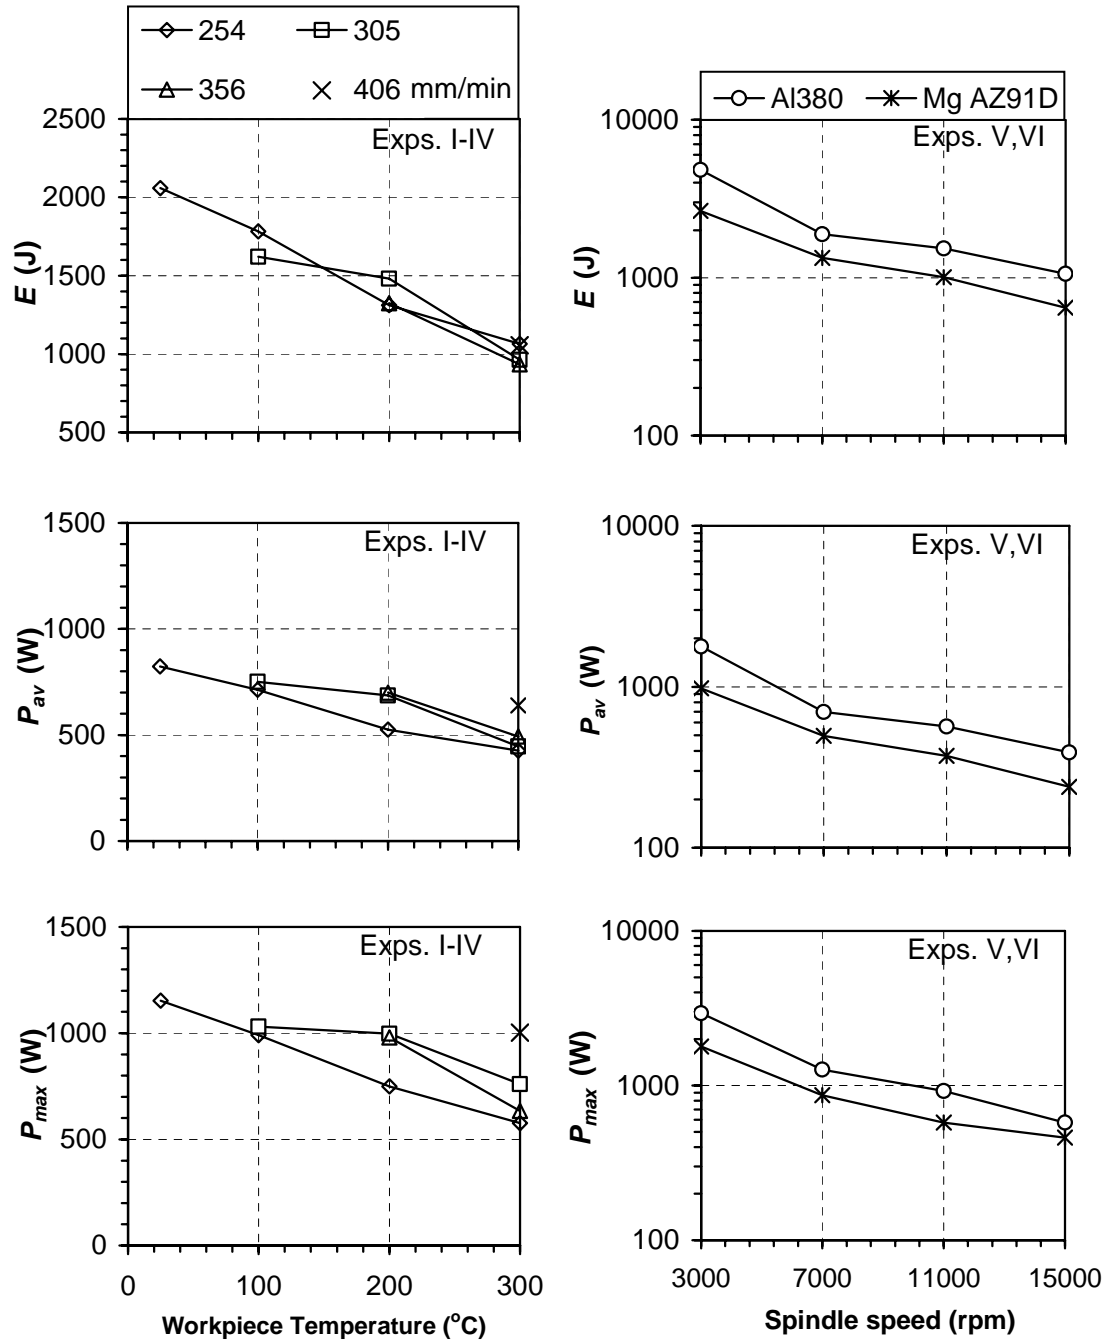 254 305
356 406 mm/min
Al380 Mg AZ91D
Exps. I-IV
E (J)
2500
2000
1500
1000
500
Exps. V,VI
E (J)
10000
1000
100
Exps. I-IV
P_av (W)
1500
1000
500
0
Exps. V,VI
P_av (W)
10000
1000
100
Exps. I-IV
P_max (W)
1500
1000
500
0
0 100 200 300
Workpiece Temperature (°C)
Exps. V,VI
P_max (W)
10000
1000
100
3000 7000 11000 15000
Spindle speed (rpm)